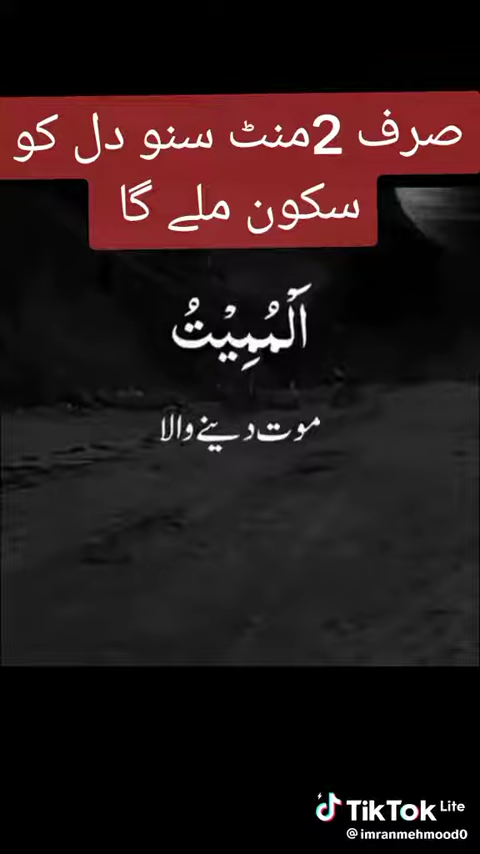 صرف 2منٹ سنو دل کو
سکون ملے گا
اَلْمُمِيْتُ
موت دینے والا
TikTok Lite
@imranmehmood0